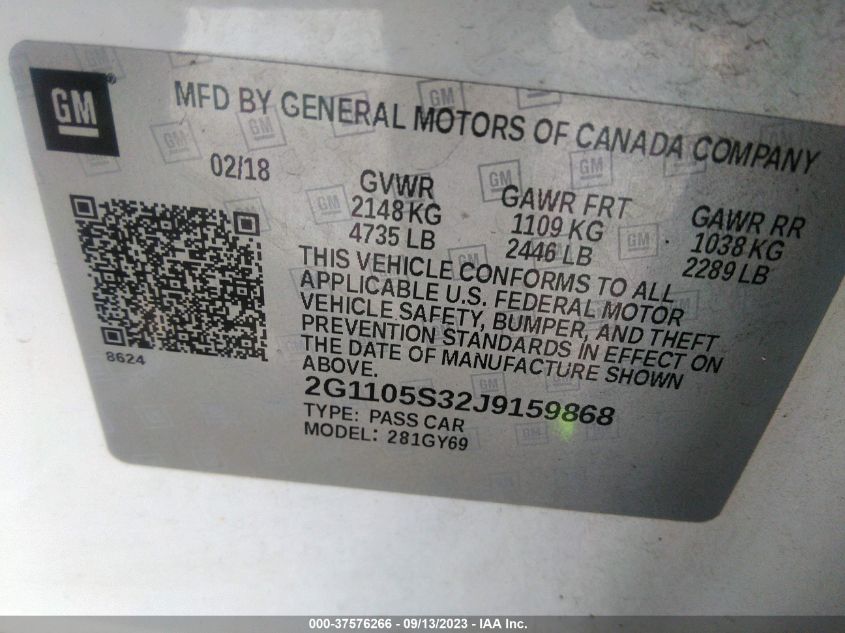 GM®
MFD BY GENERAL MOTORS OF CANADA COMPANY
02/18
GVWR
2148 KG
4735 LB
GAWR FRT
1109 KG
2446 LB
GAWR RR
1038 KG
2289 LB
THIS VEHICLE CONFORMS TO ALL
APPLICABLE U.S. FEDERAL MOTOR
VEHICLE SAFETY, BUMPER, AND THEFT
PREVENTION STANDARDS IN EFFECT ON
THE DATE OF MANUFACTURE SHOWN
ABOVE.
8624
2G1105S32J9159868
TYPE: PASS CAR
MODEL: 281GY69
000-37576266 - 09/13/2023 - IAA Inc.